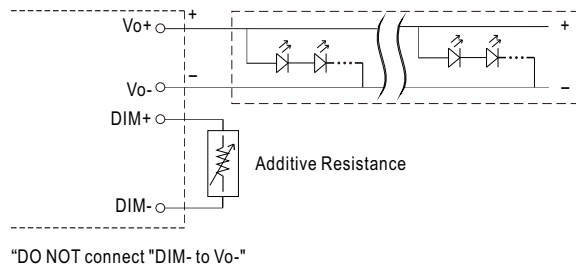 Vo+
+
+
Vo-
−
−
DIM+
Additive Resistance
DIM-
“DO NOT connect "DIM- to Vo-"